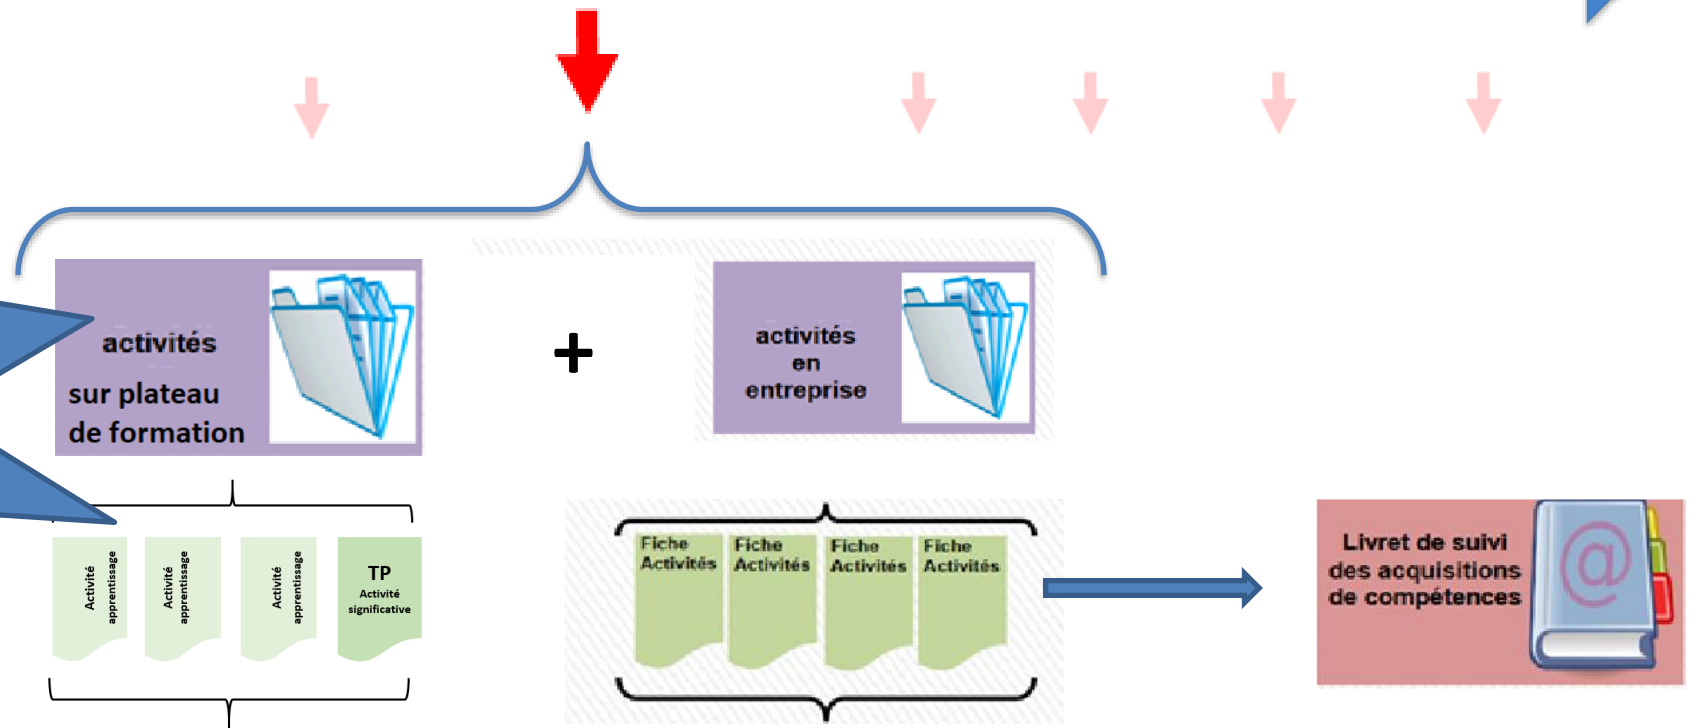 activités
sur plateau
de formation
+
activités
en
entreprise
Activité
apprentissage
Activité
apprentissage
Activité
apprentissage
TP
Activité
significative
Fiche
Activités
Fiche
Activités
Fiche
Activités
Fiche
Activités
Livret de suivi
des acquisitions
de compétences
@